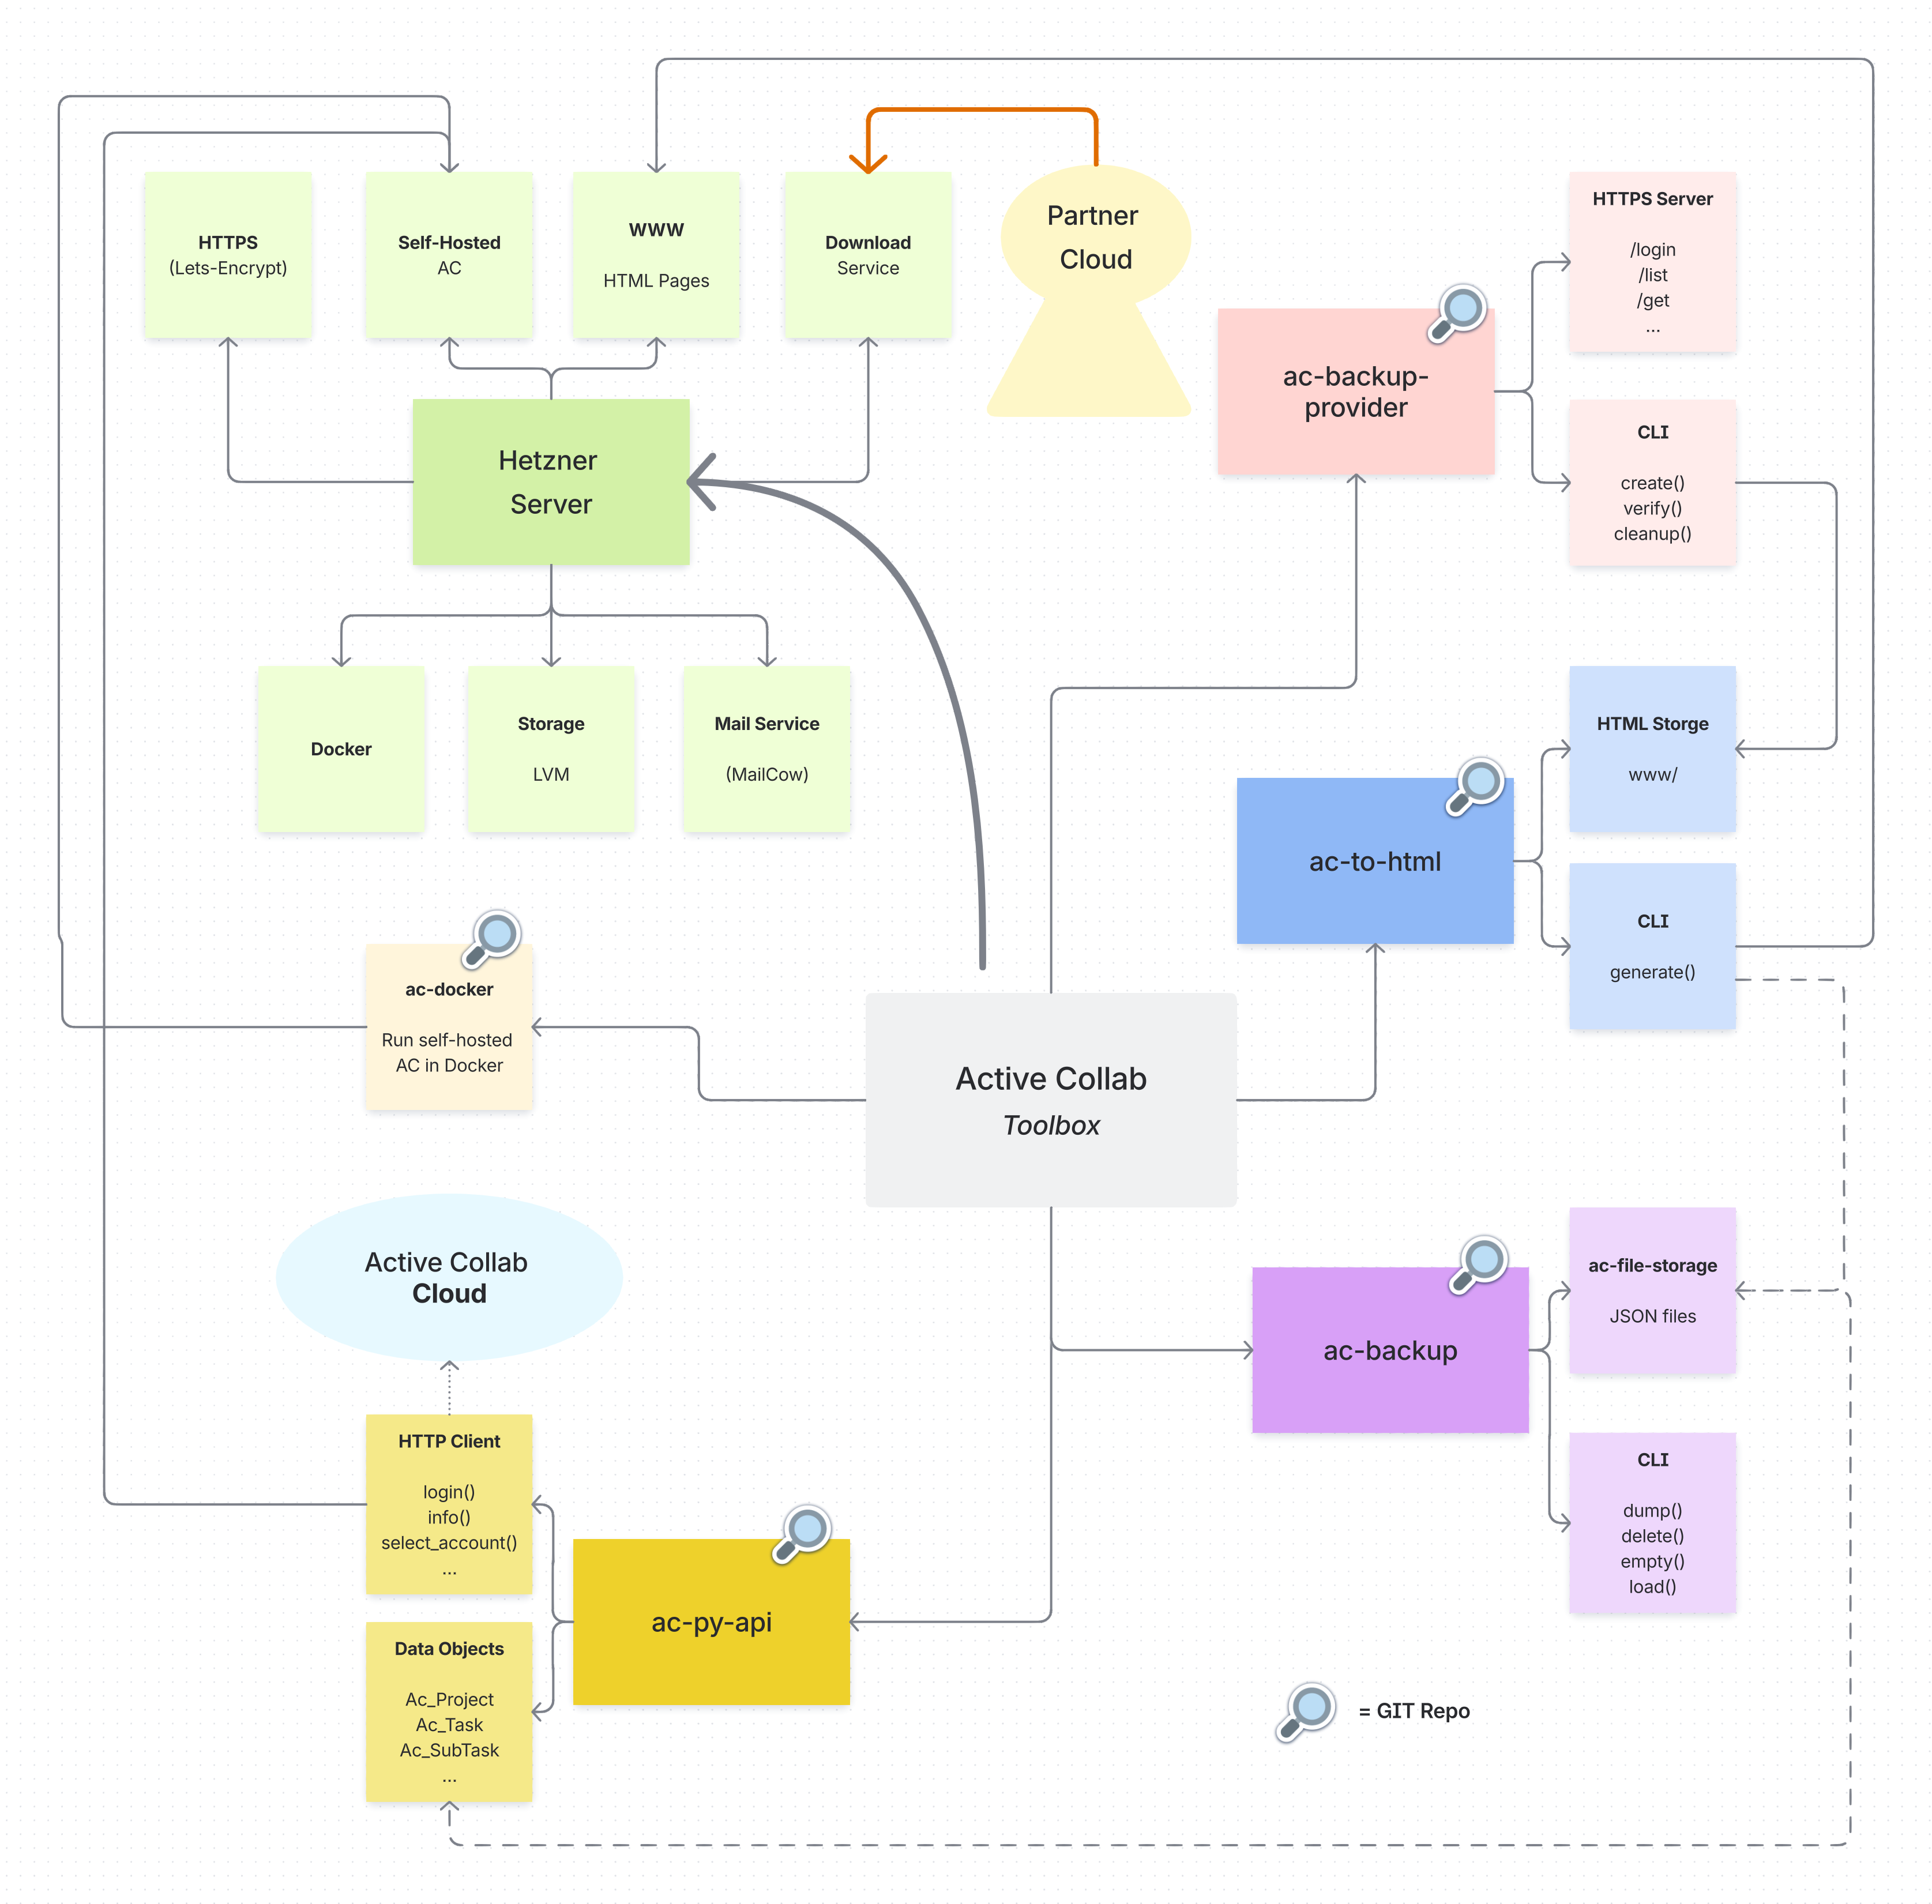 HTTPS
(Lets-Encrypt)
Self-Hosted
AC
WWW
HTML Pages
Download
Service
Partner
Cloud
HTTPS Server
/login
/list
/get
...
ac-backup-
provider
CLI
create()
verify()
cleanup()
Hetzner
Server
Docker
Storage
LVM
Mail Service
(MailCow)
HTML Storge
www/
ac-to-html
CLI
generate()
ac-docker
Run self-hosted
AC in Docker
Active Collab
Toolbox
Active Collab
Cloud
ac-file-storage
JSON files
ac-backup
CLI
dump()
delete()
empty()
load()
HTTP Client
login()
info()
select_account()
...
ac-py-api
Data Objects
Ac_Project
Ac_Task
Ac_SubTask
...
= GIT Repo